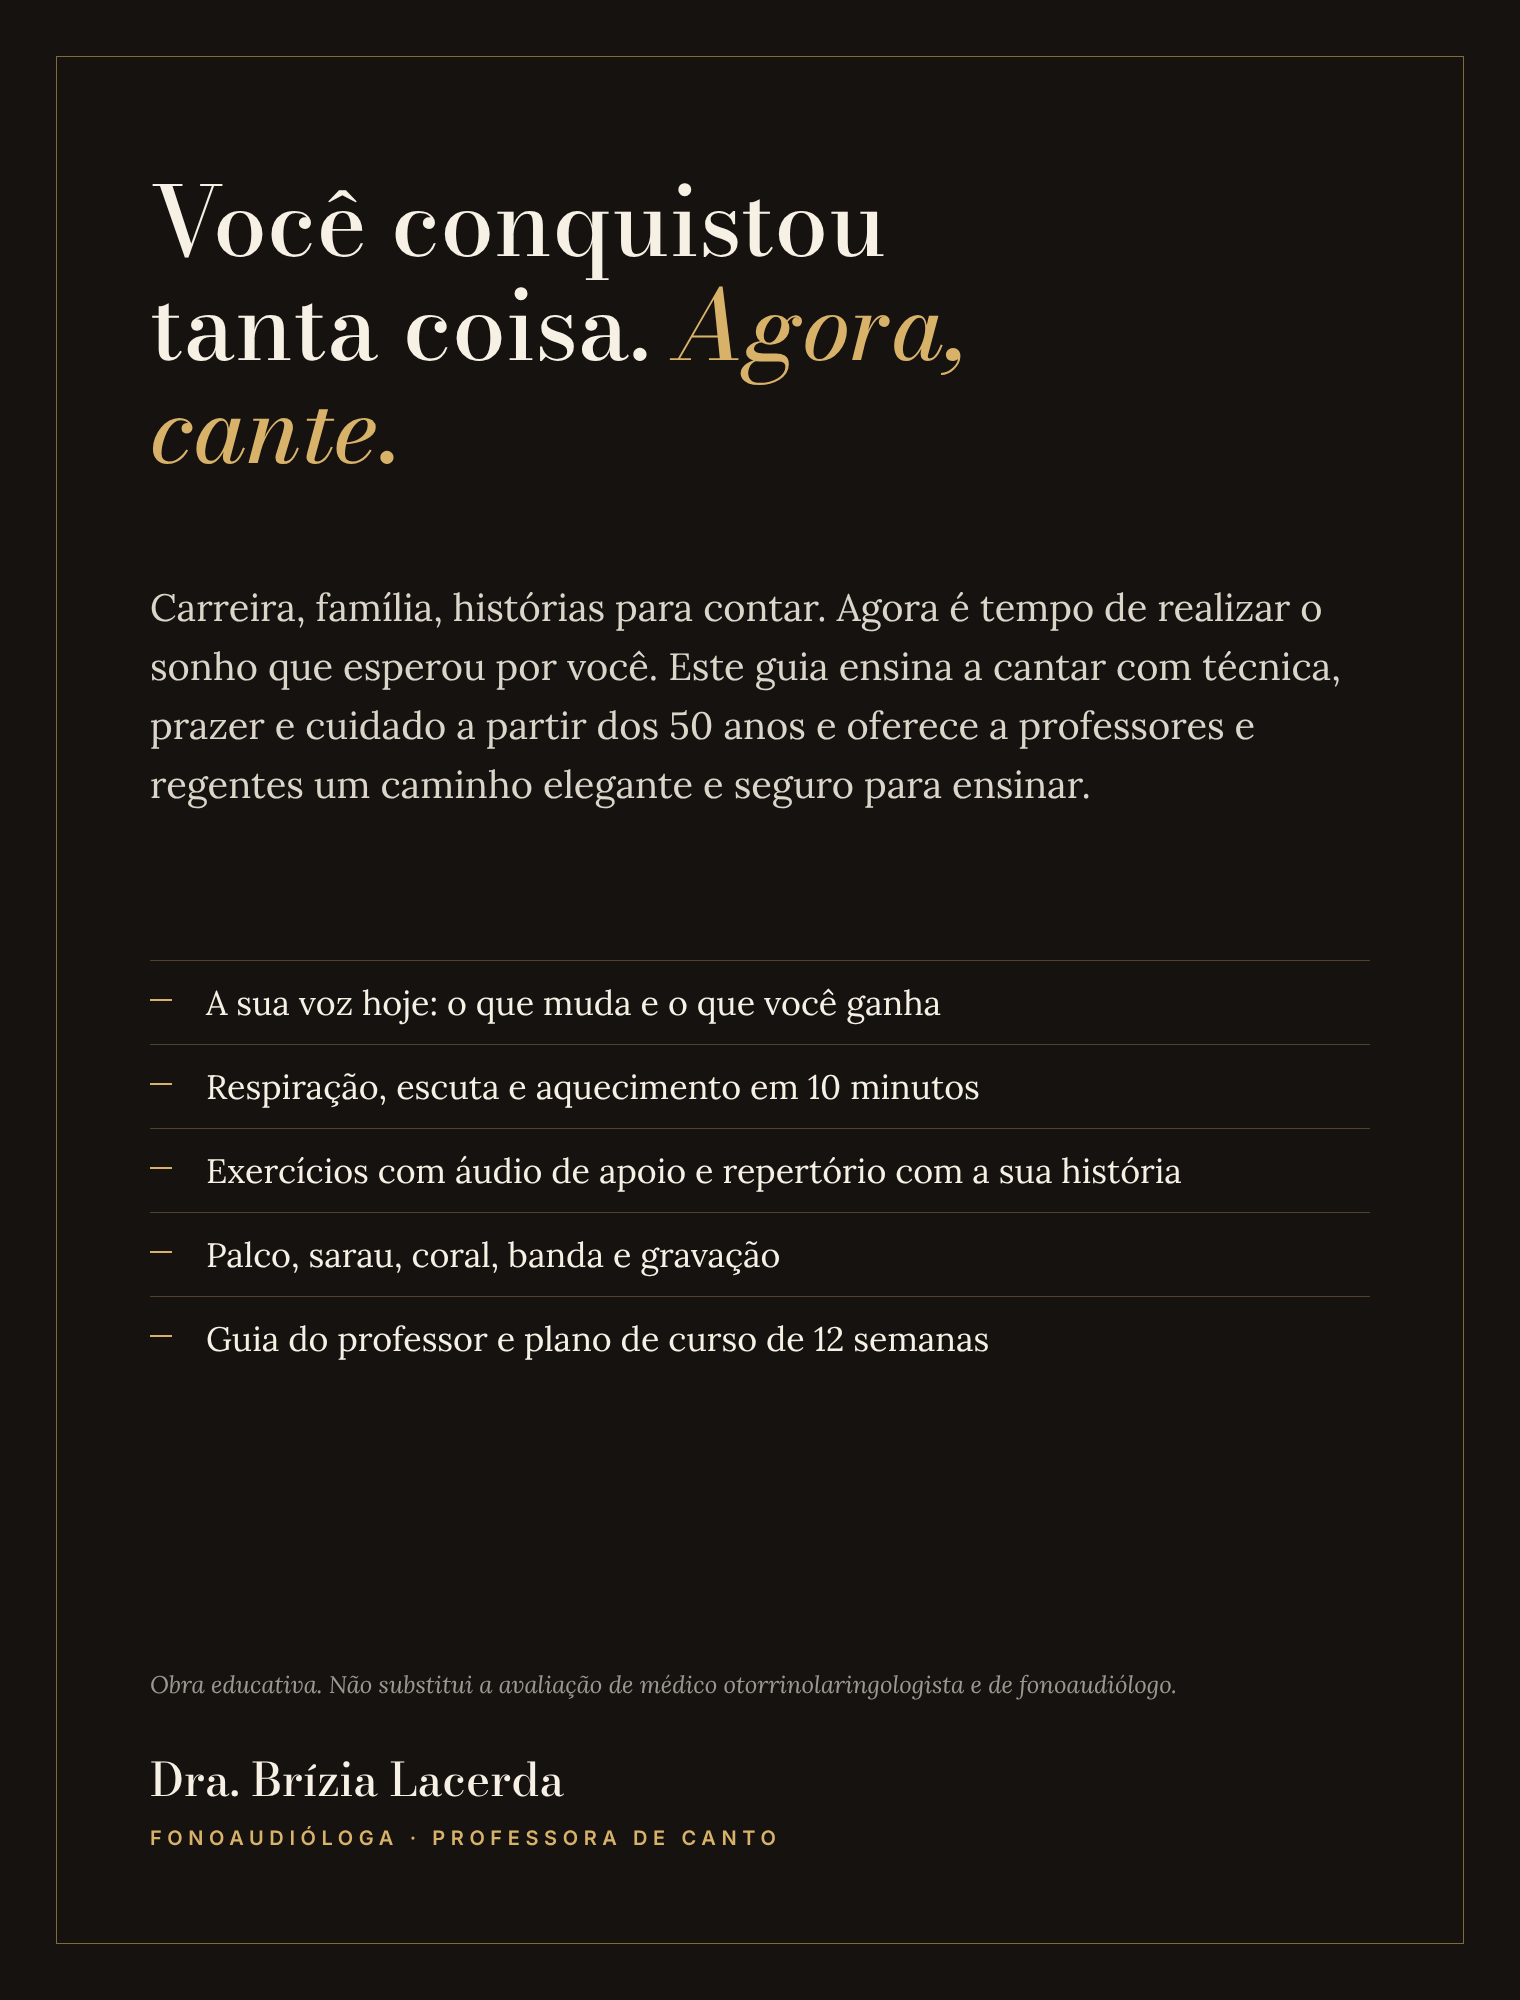 Você conquistou
tanta coisa. Agora,
cante.
Carreira, família, histórias para contar. Agora é tempo de realizar o
sonho que esperou por você. Este guia ensina a cantar com técnica,
prazer e cuidado a partir dos 50 anos e oferece a professores e
regentes um caminho elegante e seguro para ensinar.
— A sua voz hoje: o que muda e o que você ganha
— Respiração, escuta e aquecimento em 10 minutos
— Exercícios com áudio de apoio e repertório com a sua história
— Palco, sarau, coral, banda e gravação
— Guia do professor e plano de curso de 12 semanas
Obra educativa. Não substitui a avaliação de médico otorrinolaringologista e de fonoaudiólogo.
Dra. Brízia Lacerda
FONOAUDIÓLOGA · PROFESSORA DE CANTO